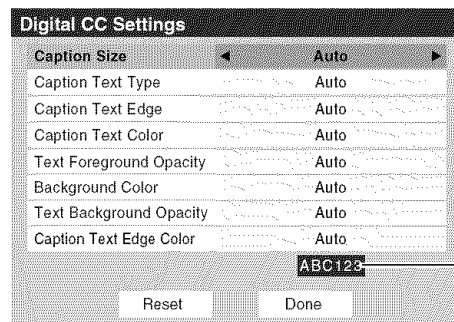 Digital CC Settings
Caption Size ◀ Auto ▶
Caption Text Type Auto
Caption Text Edge Auto
Caption Text Color Auto
Text Foreground Opacity Auto
Background Color Auto
Text Background Opacity Auto
Caption Text Edge Color Auto
ABC123
Reset Done